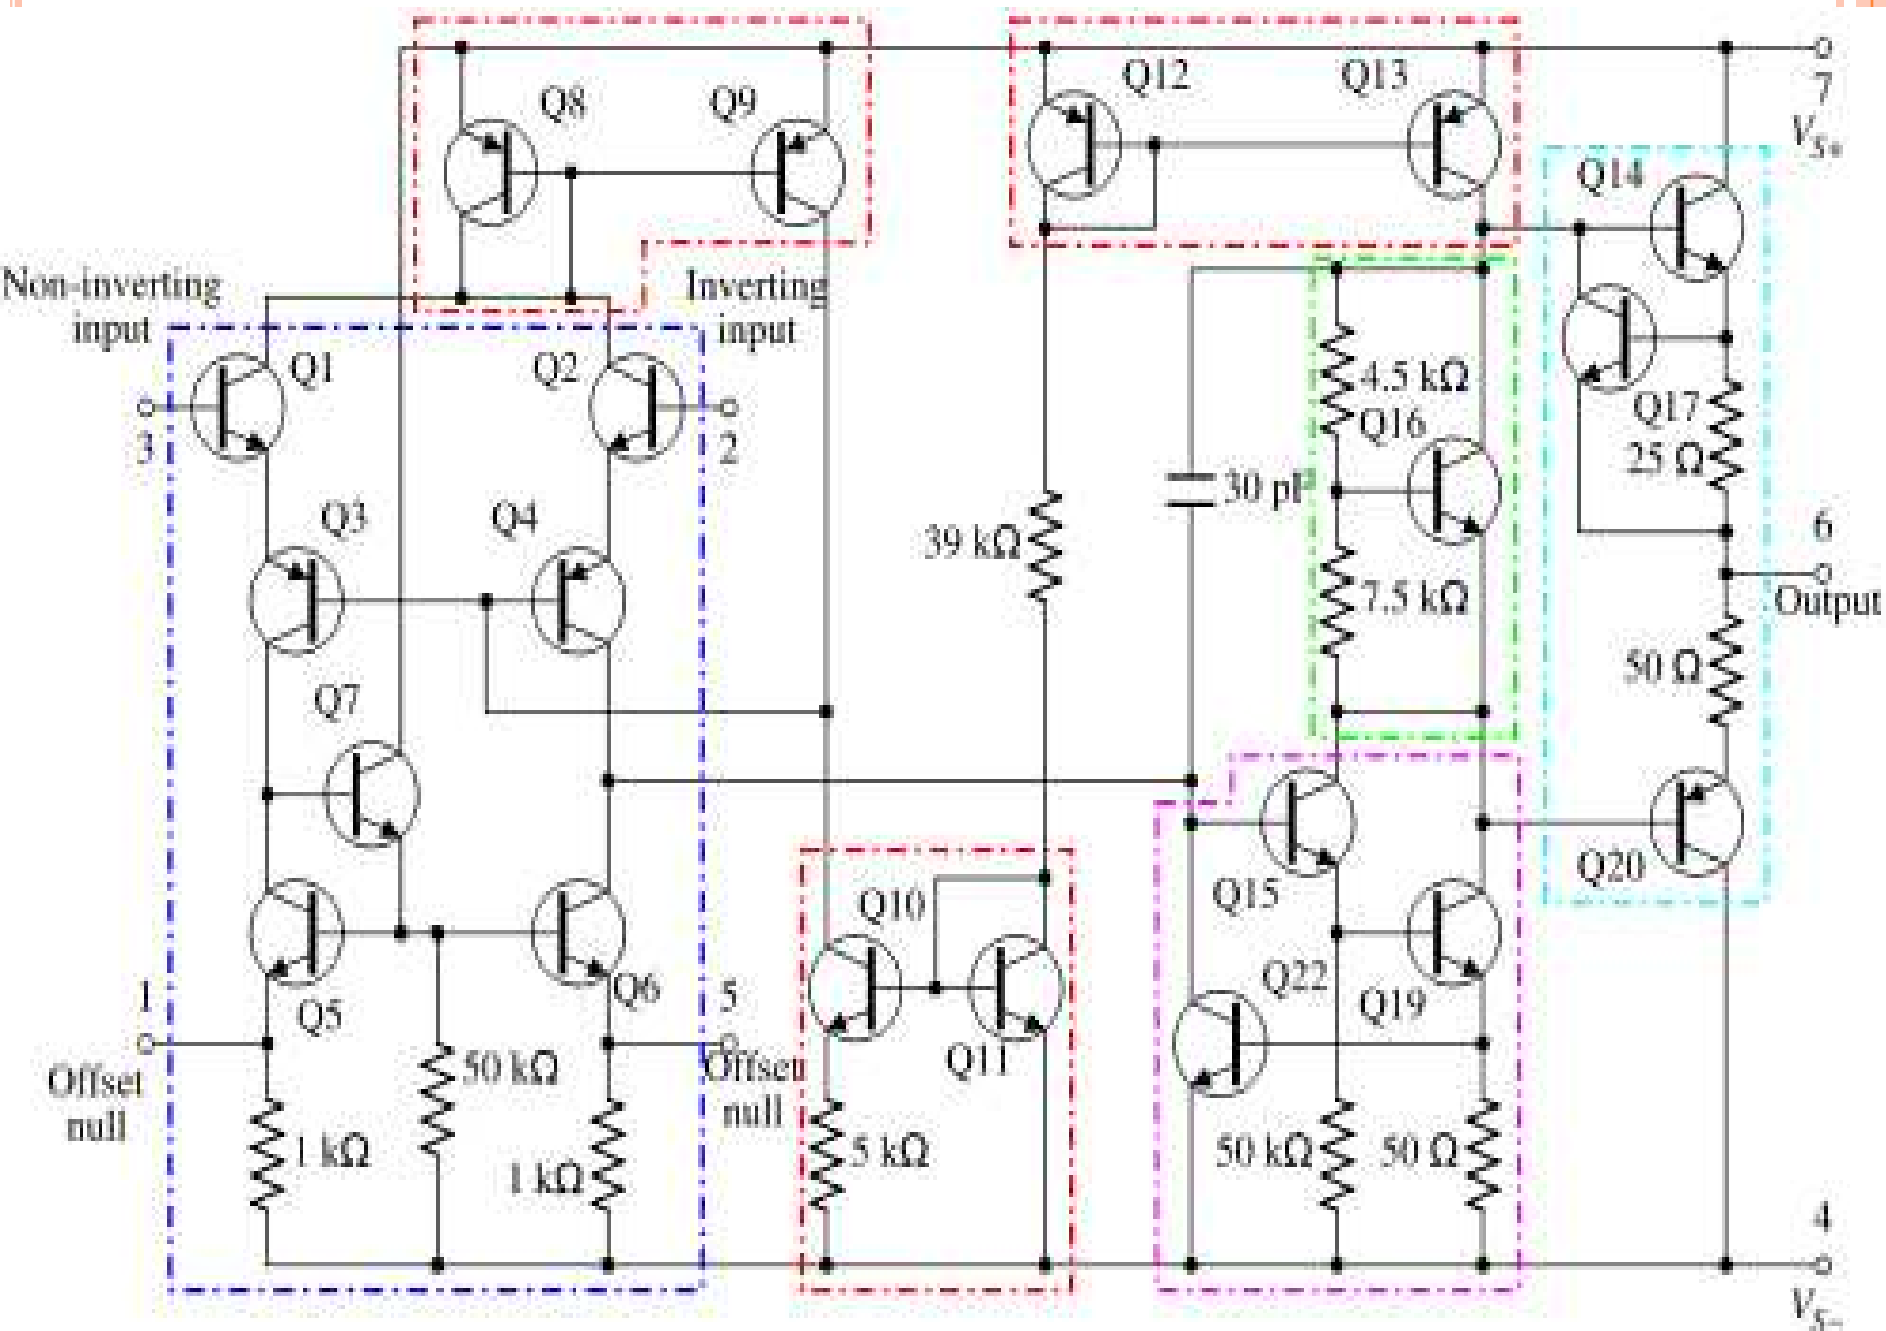 Q8
Q9
Q12
Q13
7
V_S+
Q14
Non-inverting
input
Inverting
input
Q1
Q2
3
2
4.5 kΩ
Q16
Q17
25 Ω
30 pF
Q3
Q4
39 kΩ
7.5 kΩ
6
Output
50 Ω
Q7
Q15
Q20
Q10
Q22
Q19
Q5
Q6
Q11
1
5
Offset
null
Offset
null
50 kΩ
1 kΩ
1 kΩ
5 kΩ
50 kΩ
50 Ω
4
V_S−